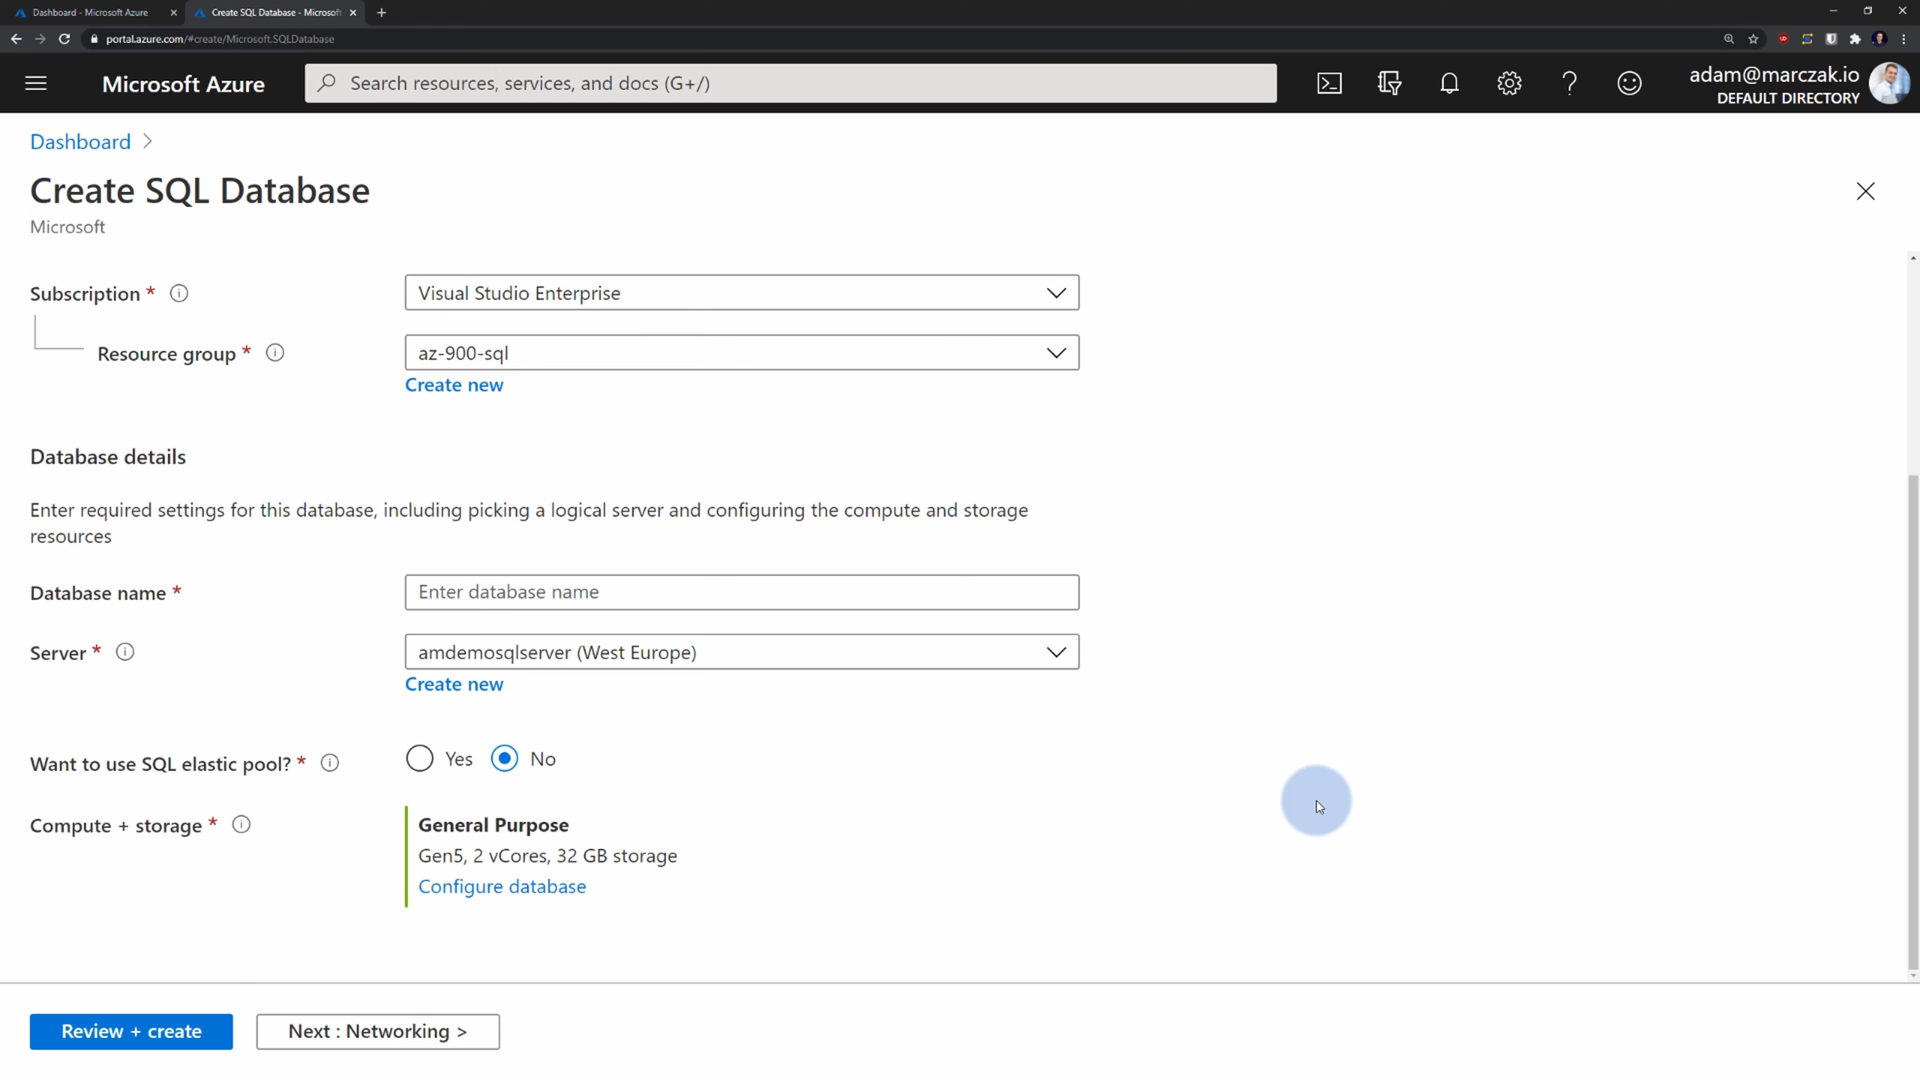 Dashboard - Microsoft Azure
Create SQL Database - Microsoft
portal.azure.com/#create/Microsoft.SQLDatabase
Microsoft Azure
Search resources, services, and docs (G+/)
adam@marczak.io
DEFAULT DIRECTORY
Dashboard
Create SQL Database
Microsoft
Subscription *
Visual Studio Enterprise
Resource group *
az-900-sql
Create new
Database details
Enter required settings for this database, including picking a logical server and configuring the compute and storage
resources
Database name *
Enter database name
Server *
amdemosqlserver (West Europe)
Create new
Want to use SQL elastic pool? *
Yes
No
Compute + storage *
General Purpose
Gen5, 2 vCores, 32 GB storage
Configure database
Review + create
Next : Networking >